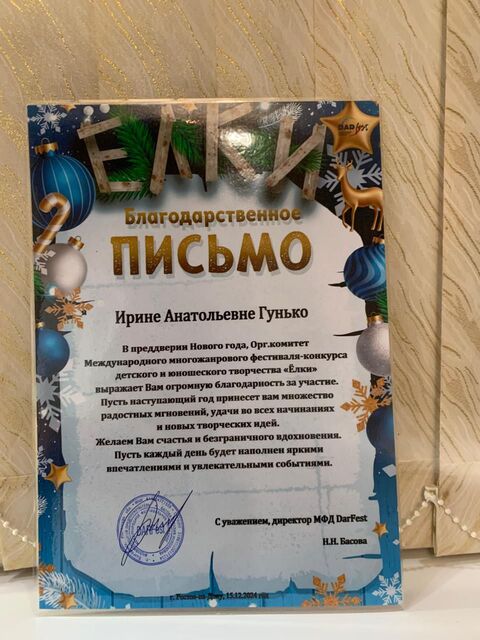 ЁЛКИ
Благодарственное
ПИСЬМО
Ирине Анатольевне Гунько
В преддверии Нового года, Орг.комитет
Международного многожанрового фестиваля-конкурса
детского и юношеского творчества «Ёлки»
выражает Вам огромную благодарность за участие.
Пусть наступающий год принесет вам множество
радостных мгновений, удачи во всех начинаниях
и новых творческих идей.
Желаем Вам счастья и безграничного вдохновения.
Пусть каждый день будет наполнен яркими
впечатлениями и увлекательными событиями.
С уважением, директор МФД DarFest
Н.Н. Басова
г. Ростов-на-Дону, 15.12.2024 год